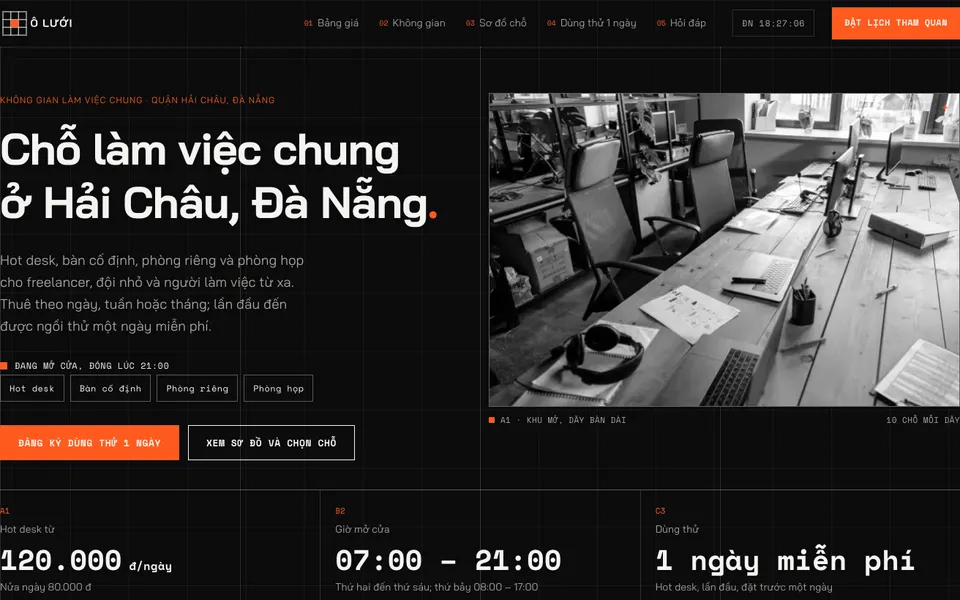 Ô LƯỚI
01 Bảng giá
02 Không gian
03 Sơ đồ chỗ
04 Dùng thử 1 ngày
05 Hỏi đáp
ĐN 18:27:06
ĐẶT LỊCH THAM QUAN
KHÔNG GIAN LÀM VIỆC CHUNG · QUẬN HẢI CHÂU, ĐÀ NẴNG
Chỗ làm việc chung
ở Hải Châu, Đà Nẵng.
Hot desk, bàn cố định, phòng riêng và phòng họp
cho freelancer, đội nhỏ và người làm việc từ xa.
Thuê theo ngày, tuần hoặc tháng; lần đầu đến
được ngồi thử một ngày miễn phí.
ĐANG MỞ CỬA, ĐÓNG LÚC 21:00
Hot desk
Bàn cố định
Phòng riêng
Phòng họp
ĐĂNG KÝ DÙNG THỬ 1 NGÀY
XEM SƠ ĐỒ VÀ CHỌN CHỖ
A1 · KHU MỞ, DÃY BÀN DÀI
10 CHỖ MỖI DÃY
A1
Hot desk từ
120.000 đ/ngày
Nửa ngày 80.000 đ
B2
Giờ mở cửa
07:00 – 21:00
Thứ hai đến thứ sáu; thứ bảy 08:00 – 17:00
C3
Dùng thử
1 ngày miễn phí
Hot desk, lần đầu, đặt trước một ngày